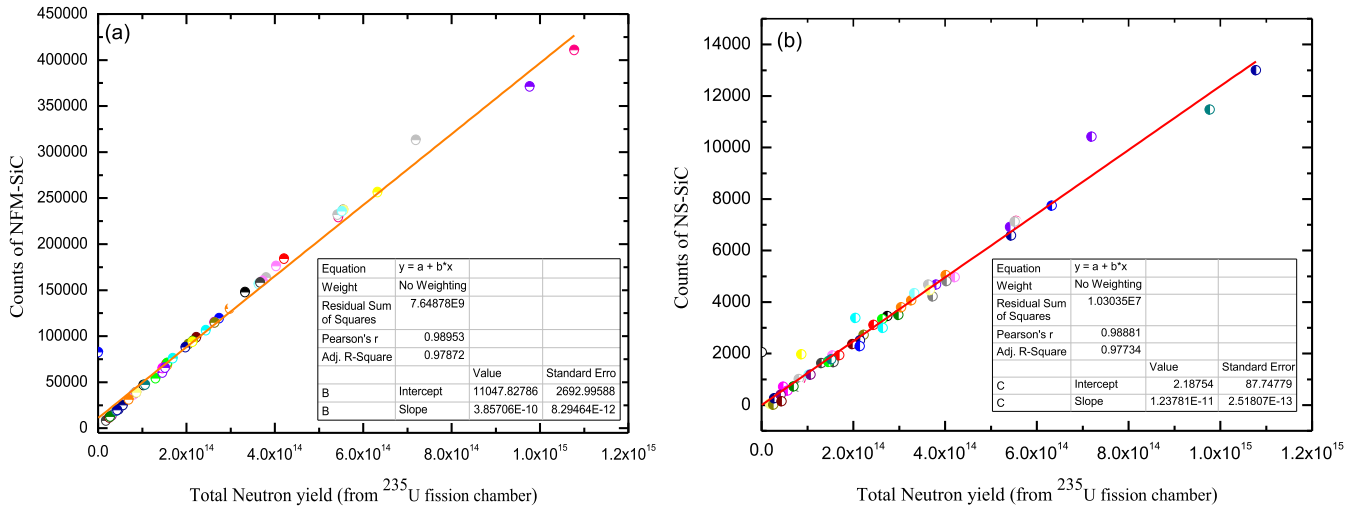 (a)
450000
400000
350000
300000
250000
200000
150000
100000
50000
0
Counts of NFM-SiC
Equation y = a + b*x
Weight No Weighting
Residual Sum of Squares 7.64878E9
Pearson's r 0.98953
Adj. R-Square 0.97872
Value Standard Erro
B Intercept 11047.82786 2692.99588
B Slope 3.85706E-10 8.29464E-12
0.0 2.0x10^14 4.0x10^14 6.0x10^14 8.0x10^14 1.0x10^15 1.2x10^15
Total Neutron yield (from ^235U fission chamber)
(b)
14000
12000
10000
8000
6000
4000
2000
0
Counts of NS-SiC
Equation y = a + b*x
Weight No Weighting
Residual Sum of Squares 1.03035E7
Pearson's r 0.98881
Adj. R-Square 0.97734
Value Standard Error
C Intercept 2.18754 87.74779
C Slope 1.23781E-11 2.51807E-13
0.0 2.0x10^14 4.0x10^14 6.0x10^14 8.0x10^14 1.0x10^15 1.2x10^15
Total Neutron yield (from ^235U fission chamber)